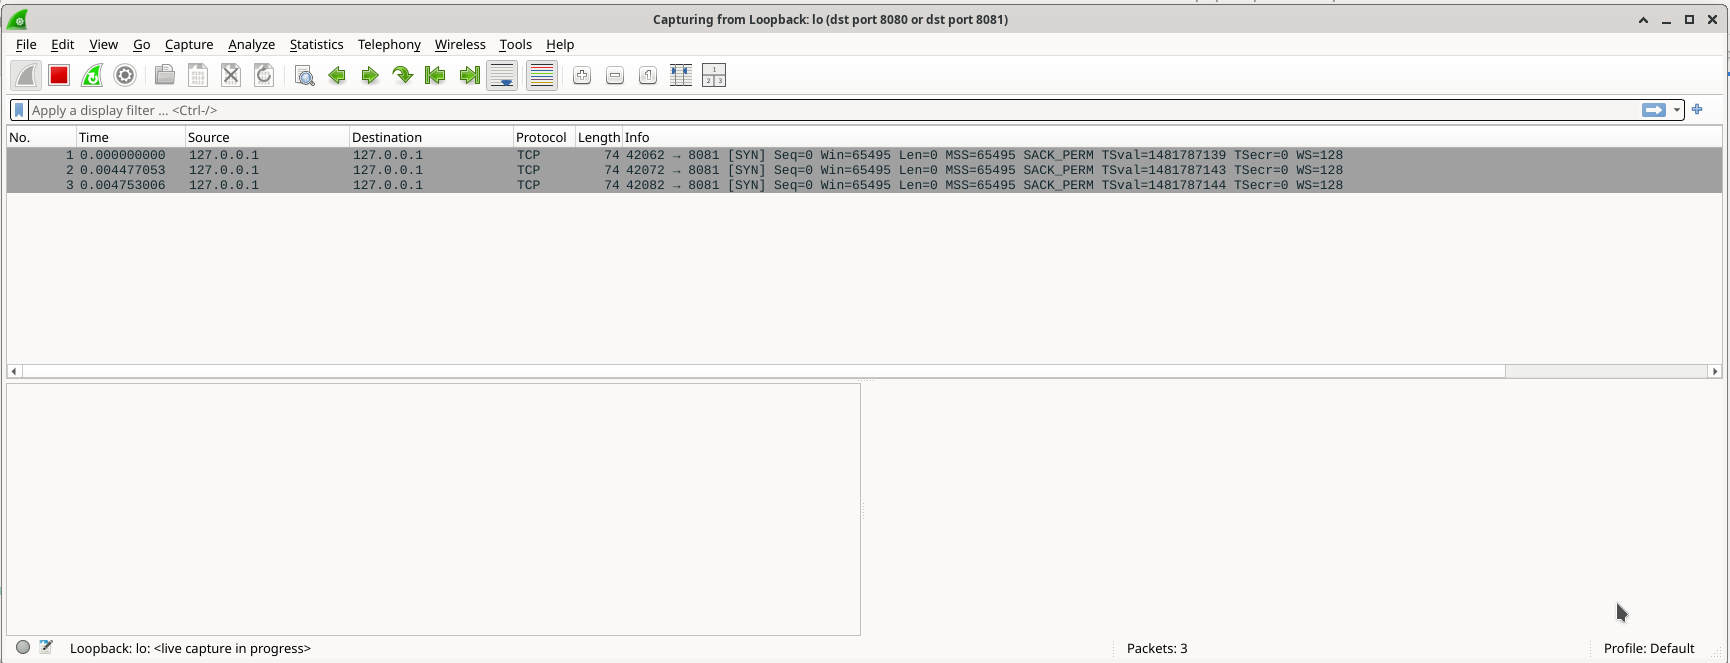 Capturing from Loopback: lo (dst port 8080 or dst port 8081)
File Edit View Go Capture Analyze Statistics Telephony Wireless Tools Help
Apply a display filter ... <Ctrl-/>
No. Time Source Destination Protocol Length Info
1 0.000000000 127.0.0.1 127.0.0.1 TCP 74 42062 → 8081 [SYN] Seq=0 Win=65495 Len=0 MSS=65495 SACK_PERM TSval=1481787139 TSecr=0 WS=128
2 0.004477053 127.0.0.1 127.0.0.1 TCP 74 42072 → 8081 [SYN] Seq=0 Win=65495 Len=0 MSS=65495 SACK_PERM TSval=1481787143 TSecr=0 WS=128
3 0.004753006 127.0.0.1 127.0.0.1 TCP 74 42082 → 8081 [SYN] Seq=0 Win=65495 Len=0 MSS=65495 SACK_PERM TSval=1481787144 TSecr=0 WS=128
Loopback: lo: <live capture in progress> Packets: 3 Profile: Default